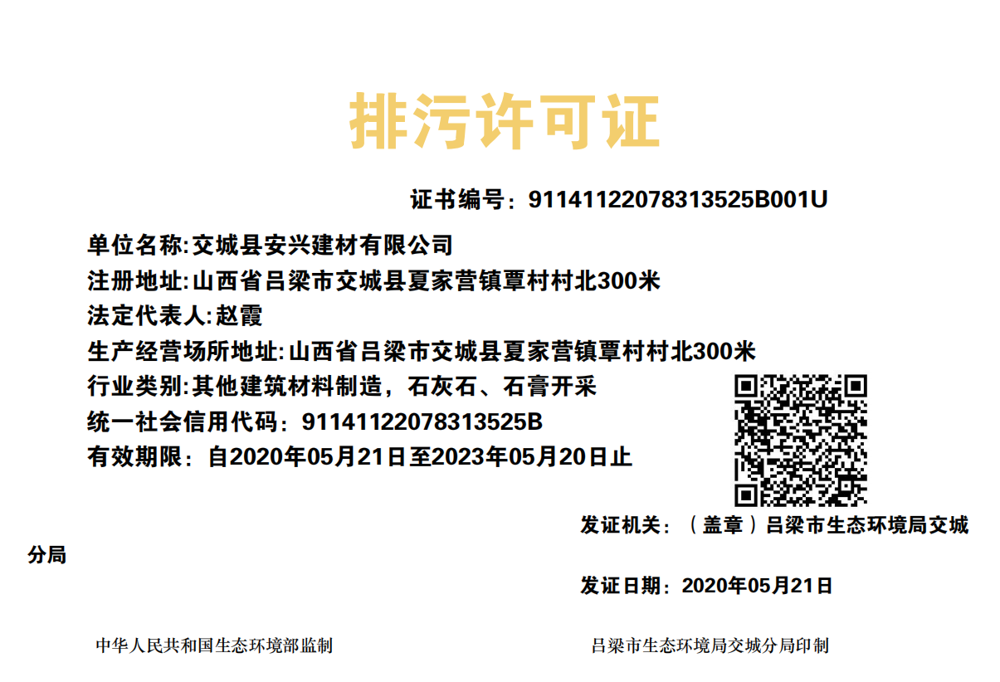 排污许可证
证书编号：91141122078313525B001U
单位名称:交城县安兴建材有限公司
注册地址:山西省吕梁市交城县夏家营镇覃村村北300米
法定代表人:赵霞
生产经营场所地址:山西省吕梁市交城县夏家营镇覃村村北300米
行业类别:其他建筑材料制造，石灰石、石膏开采
统一社会信用代码：91141122078313525B
有效期限：自2020年05月21日至2023年05月20日止
发证机关：（盖章）吕梁市生态环境局交城
分局
发证日期：2020年05月21日
中华人民共和国生态环境部监制
吕梁市生态环境局交城分局印制